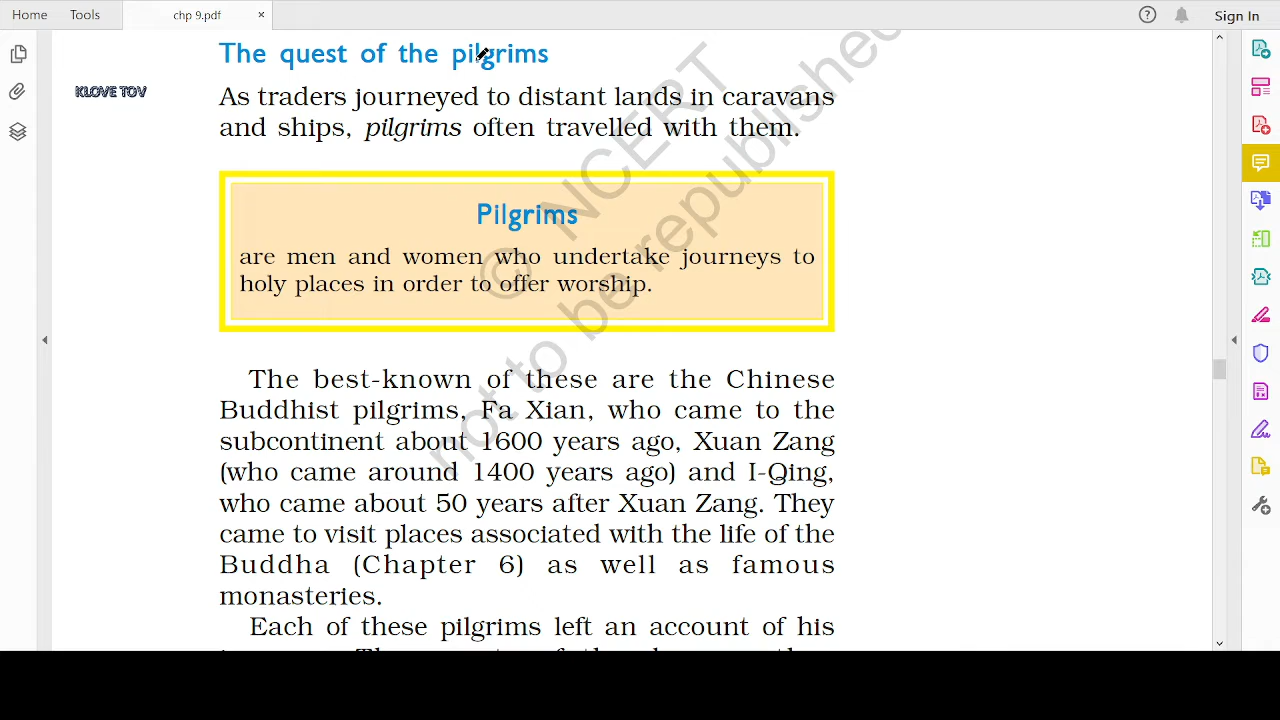 Home Tools chp 9.pdf × Sign In
The quest of the pilgrims
KLOVE TOV
As traders journeyed to distant lands in caravans
and ships, pilgrims often travelled with them.
Pilgrims
are men and women who undertake journeys to
holy places in order to offer worship.
The best-known of these are the Chinese
Buddhist pilgrims, Fa Xian, who came to the
subcontinent about 1600 years ago, Xuan Zang
(who came around 1400 years ago) and I-Qing,
who came about 50 years after Xuan Zang. They
came to visit places associated with the life of the
Buddha (Chapter 6) as well as famous
monasteries.
Each of these pilgrims left an account of his
© NCERT
not to be republished